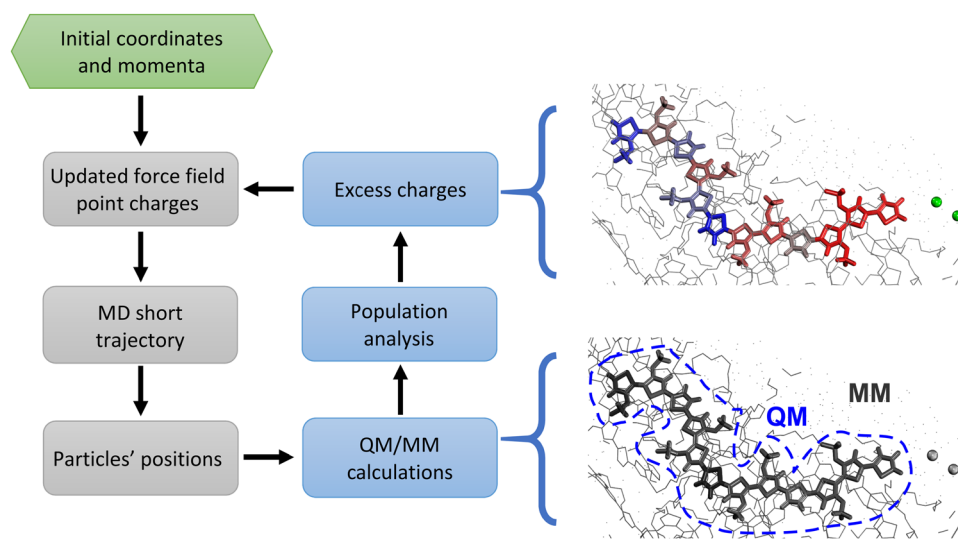 Initial coordinates
and momenta
Updated force field
point charges
Excess charges
MD short
trajectory
Population
analysis
Particles' positions
QM/MM
calculations
QM
MM